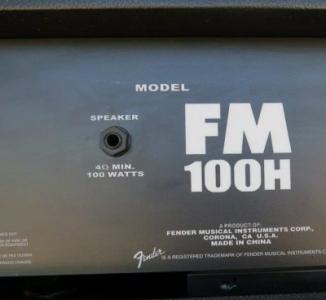 MODEL
SPEAKER
FM
100H
4Ω MIN.
100 WATTS
A PRODUCT OF:
FENDER MUSICAL INSTRUMENTS CORP.,
CORONA, CA U.S.A.
MADE IN CHINA
Fender IS A REGISTERED TRADEMARK OF FENDER MUSICAL INSTRUMENTS CO